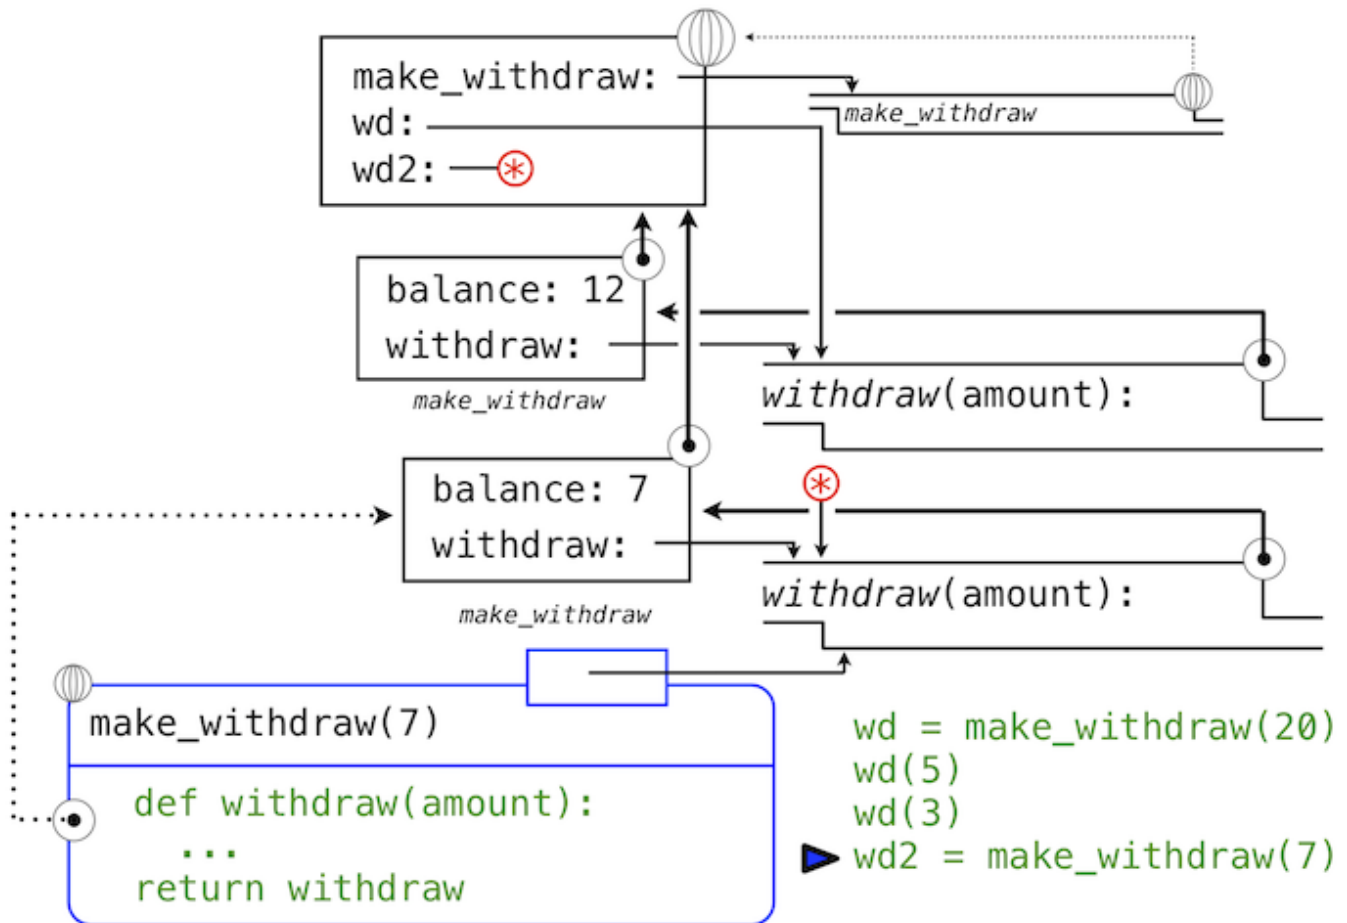 make_withdraw:
make_withdraw
wd:
wd2:
balance: 12
withdraw:
make_withdraw
withdraw(amount):
balance: 7
withdraw:
make_withdraw
withdraw(amount):
make_withdraw(7)
def withdraw(amount):
...
return withdraw
wd = make_withdraw(20)
wd(5)
wd(3)
wd2 = make_withdraw(7)